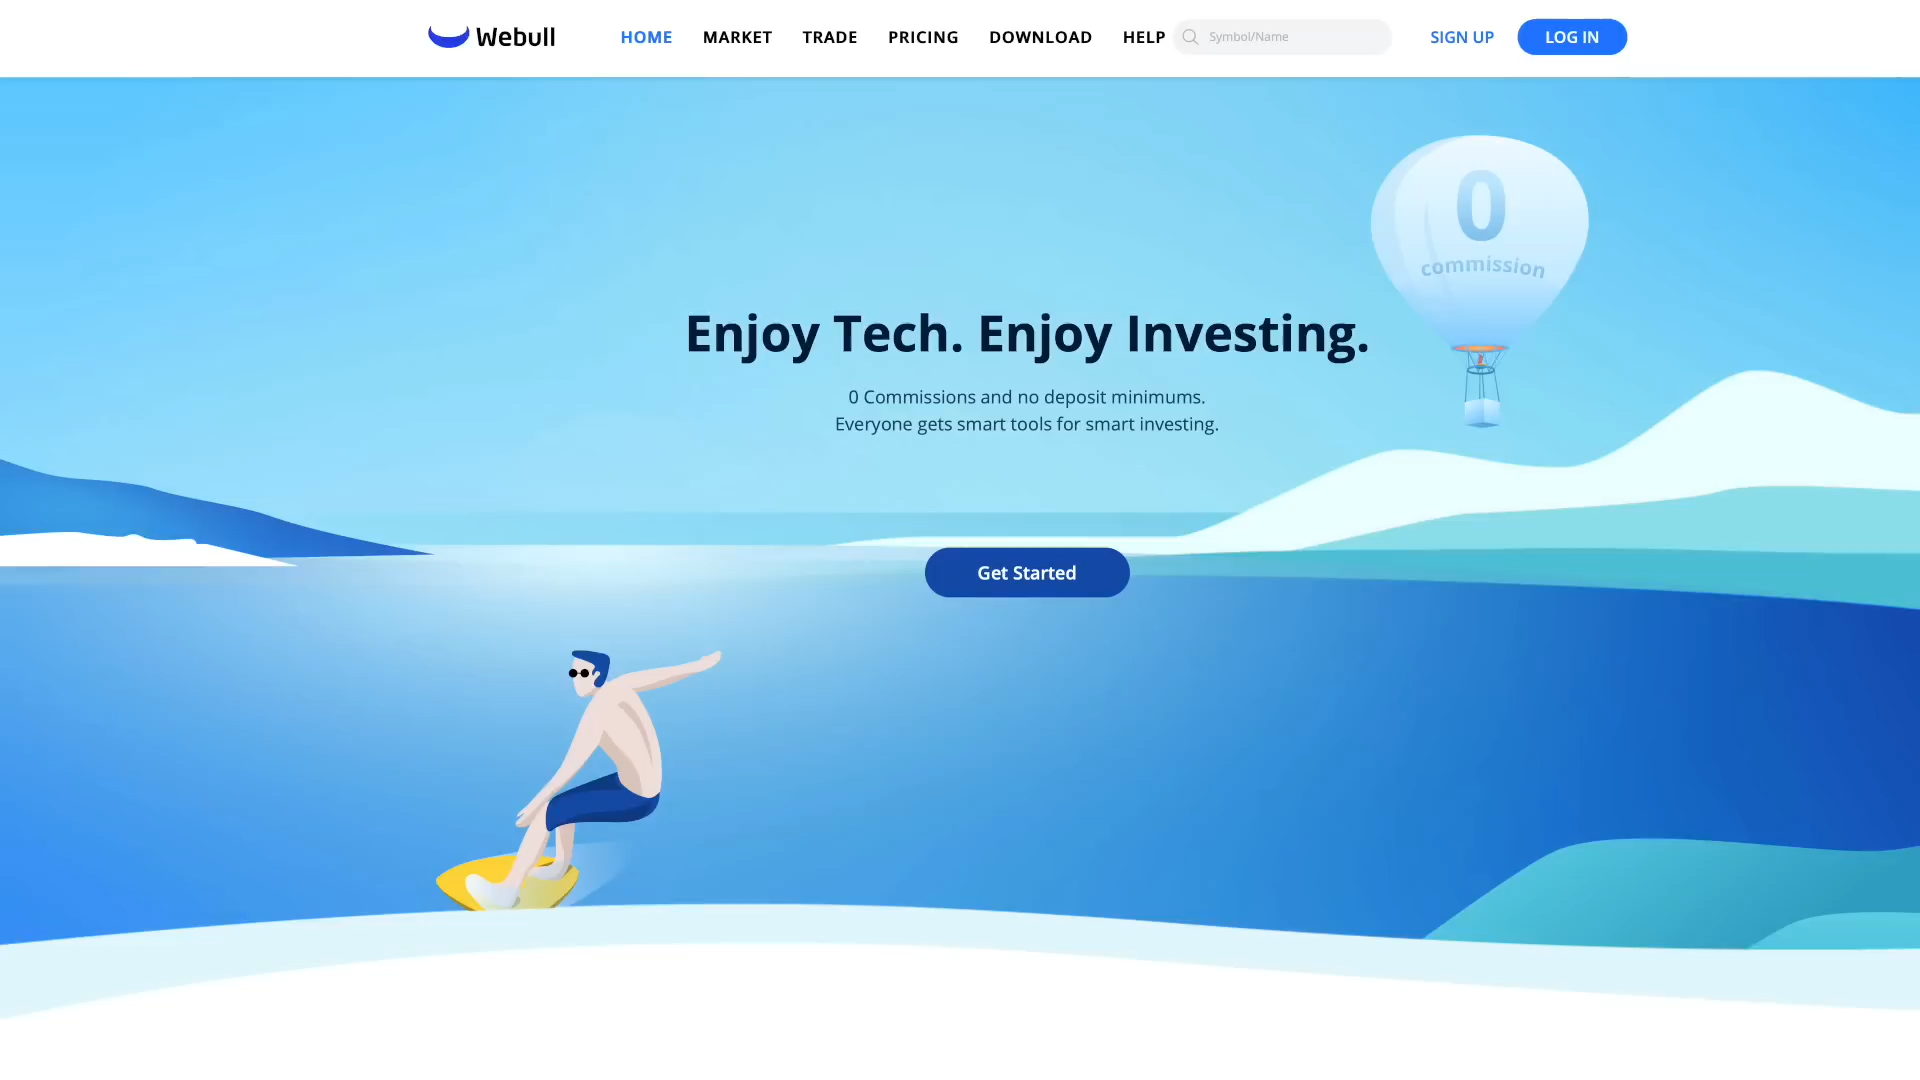 Webull HOME MARKET TRADE PRICING DOWNLOAD HELP Symbol/Name SIGN UP LOG IN
0
commission
Enjoy Tech. Enjoy Investing.
0 Commissions and no deposit minimums.
Everyone gets smart tools for smart investing.
Get Started